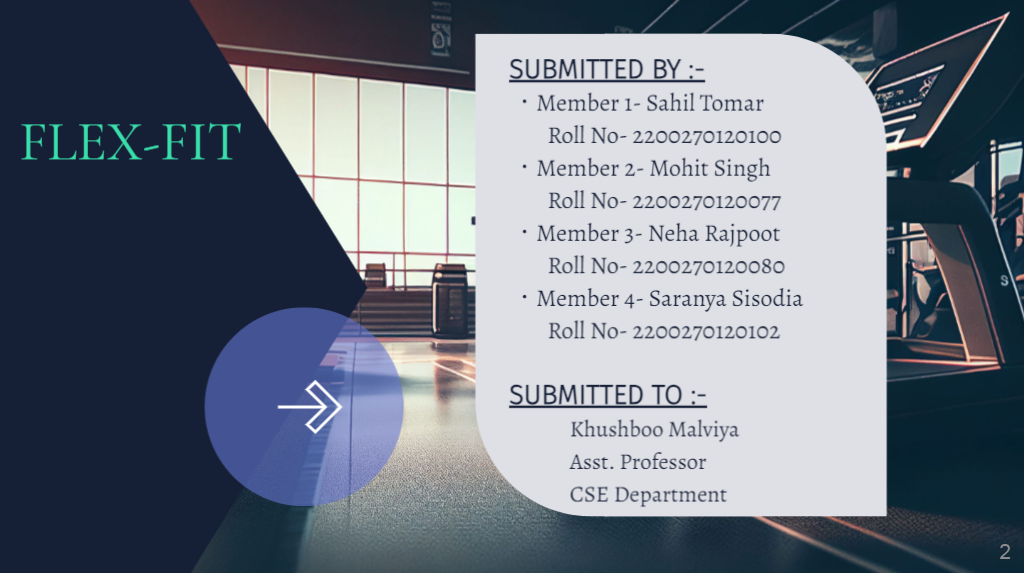 FLEX-FIT
SUBMITTED BY :-
• Member 1- Sahil Tomar
Roll No- 2200270120100
• Member 2- Mohit Singh
Roll No- 2200270120077
• Member 3- Neha Rajpoot
Roll No- 2200270120080
• Member 4- Saranya Sisodia
Roll No- 2200270120102
SUBMITTED TO :-
Khushboo Malviya
Asst. Professor
CSE Department
S
2